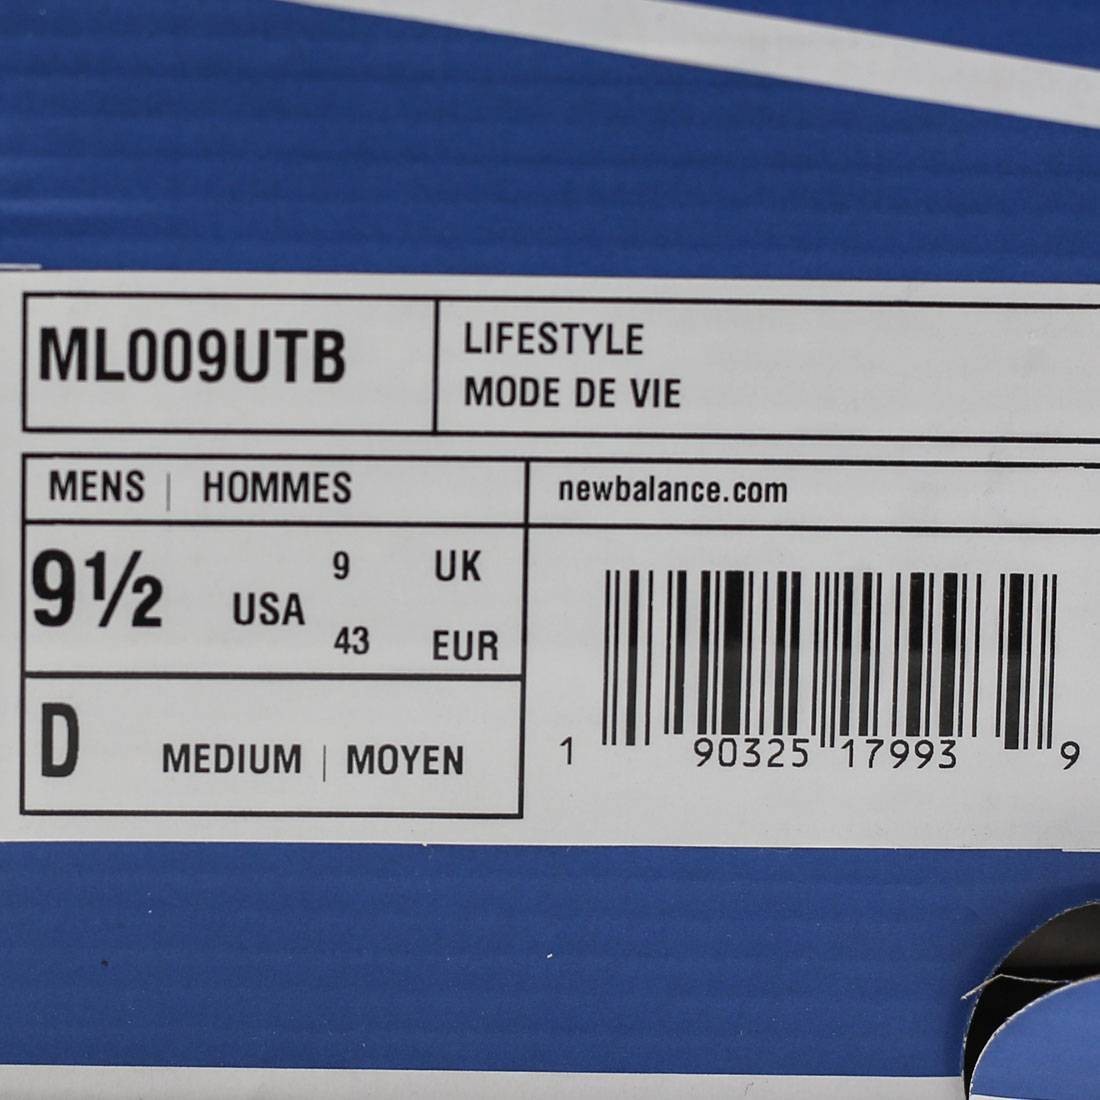 ML009UTB
LIFESTYLE
MODE DE VIE
MENS | HOMMES
newbalance.com
9½ USA
9 UK
43 EUR
D MEDIUM | MOYEN
1 90325 17993 9